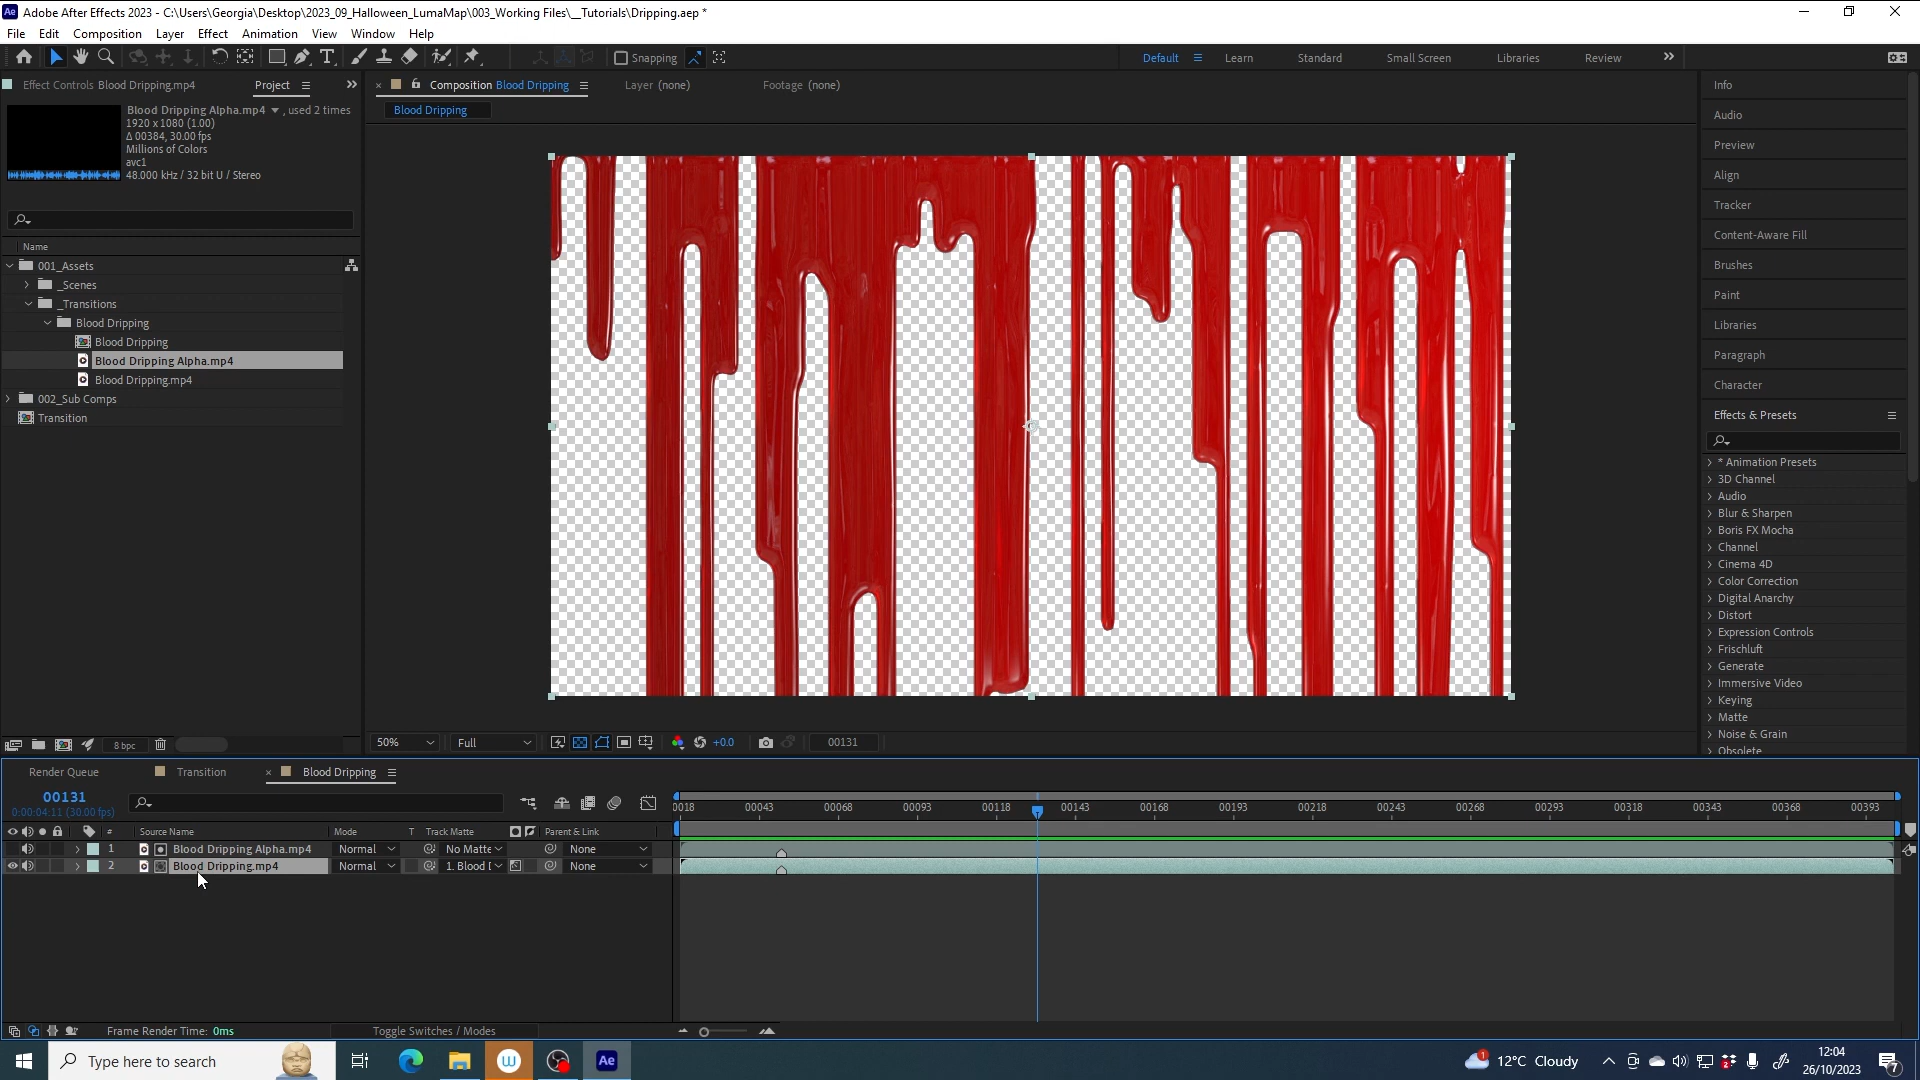 Adobe After Effects 2023 - C:\Users\Georgia\Desktop\2023_09_Halloween_LumaMap\003_Working Files\__Tutorials\Dripping.aep *
File Edit Composition Layer Effect Animation View Window Help
Snapping
Default Learn Standard Small Screen Libraries Review
Effect Controls Blood Dripping.mp4 Project
Composition Blood Dripping Layer (none) Footage (none)
Blood Dripping
Blood Dripping Alpha.mp4 , used 2 times
1920 x 1080 (1.00)
Δ 00384, 30.00 fps
Millions of Colors
avc1
48.000 kHz / 32 bit U / Stereo
Name
001_Assets
_Scenes
_Transitions
Blood Dripping
Blood Dripping
Blood Dripping Alpha.mp4
Blood Dripping.mp4
002_Sub Comps
Transition
8 bpc
50% Full +0.0 00131
Info
Audio
Preview
Align
Tracker
Content-Aware Fill
Brushes
Paint
Libraries
Paragraph
Character
Effects & Presets
* Animation Presets
3D Channel
Audio
Blur & Sharpen
Boris FX Mocha
Channel
Cinema 4D
Color Correction
Digital Anarchy
Distort
Expression Controls
Frischluft
Generate
Immersive Video
Keying
Matte
Noise & Grain
Obsolete
Render Queue Transition Blood Dripping
00131
0:00:04:11 (30.00 fps)
0018 00043 00068 00093 00118 00143 00168 00193 00218 00243 00268 00293 00318 00343 00368 00393
# Source Name Mode T Track Matte Parent & Link
1 Blood Dripping Alpha.mp4 Normal No Matte None
2 Blood Dripping.mp4 Normal 1. Blood D None
Frame Render Time: 0ms Toggle Switches / Modes
Type here to search
Ae
12°C Cloudy
12:04
26/10/2023
7